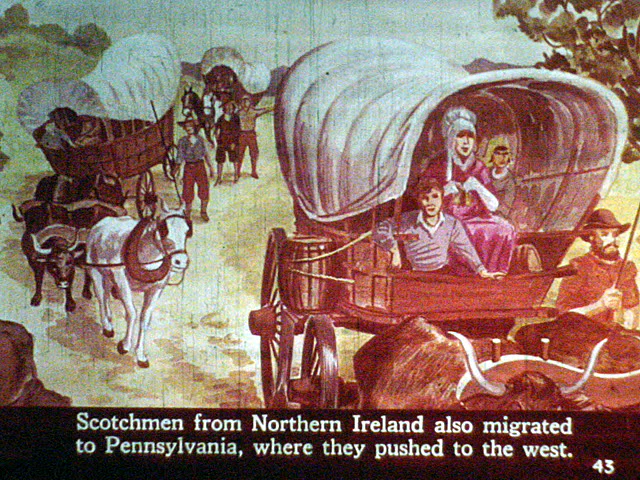 Scotchmen from Northern Ireland also migrated
to Pennsylvania, where they pushed to the west.
43